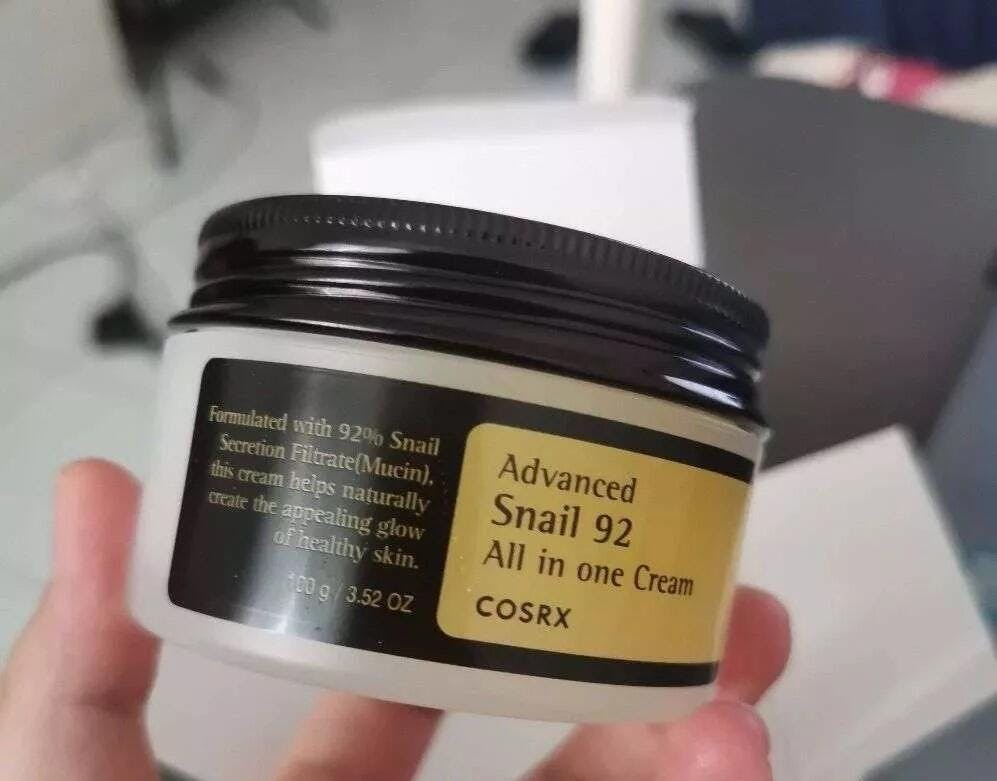 Formulated with 92% Snail
Secretion Filtrate(Mucin),
this cream helps naturally
create the appealing glow
of healthy skin.
100 g / 3.52 OZ
Advanced
Snail 92
All in one Cream
COSRX